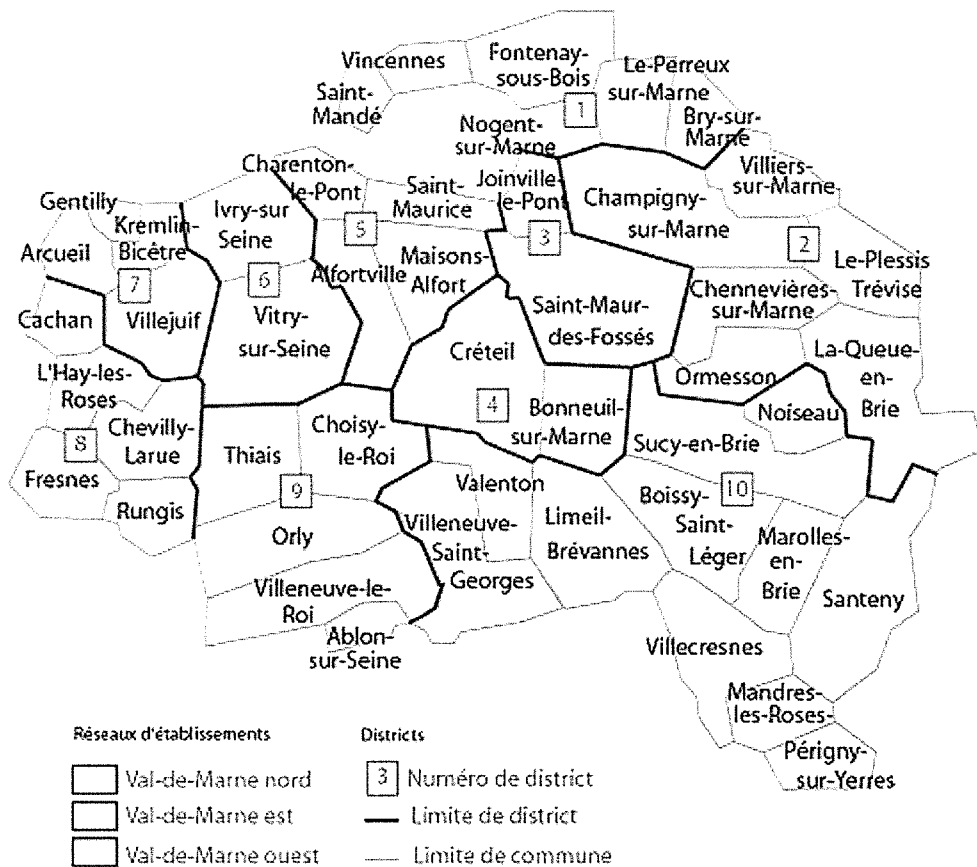 Vincennes
Fontenay-
sous-Bois
Le-Perreux
sur-Marne
Saint-
Mandé
1
Bry-sur-
Marne
Nogent-
sur-Marne
Charenton-
le-Pont
Saint-
Maurice
Joinville-
le-Pont
Villiers-
sur-Marne
Champigny-
sur-Marne
Gentilly
Kremlin-
Bicêtre
Ivry-sur
Seine
5
3
2
Arcueil
7
6
Alfortville
Maisons-
Alfort
Le-Plessis
Trévise
Chennevières-
sur-Marne
Cachan
Villejuif
Vitry-
sur-Seine
Saint-Maur-
des-Fossés
Créteil
La-Queue-
en-
Brie
L'Hay-les-
Roses
Ormesson
4
Noiseau
Chevilly-
Larue
Choisy-
le-Roi
Bonneuil-
sur-Marne
Sucy-en-Brie
8
Thiais
Fresnes
9
Valenton
Boissy-
Saint-
Léger
10
Rungis
Orly
Villeneuve-
Saint-
Georges
Limeil-
Brévannes
Marolles-
en-
Brie
Villeneuve-le-
Roi
Santeny
Ablon-
sur-Seine
Villecresnes
Mandres-
les-Roses-
Périgny-
sur-Yerres
Réseaux d'établissements
Val-de-Marne nord
Val-de-Marne est
Val-de-Marne ouest
Districts
3 Numéro de district
Limite de district
Limite de commune